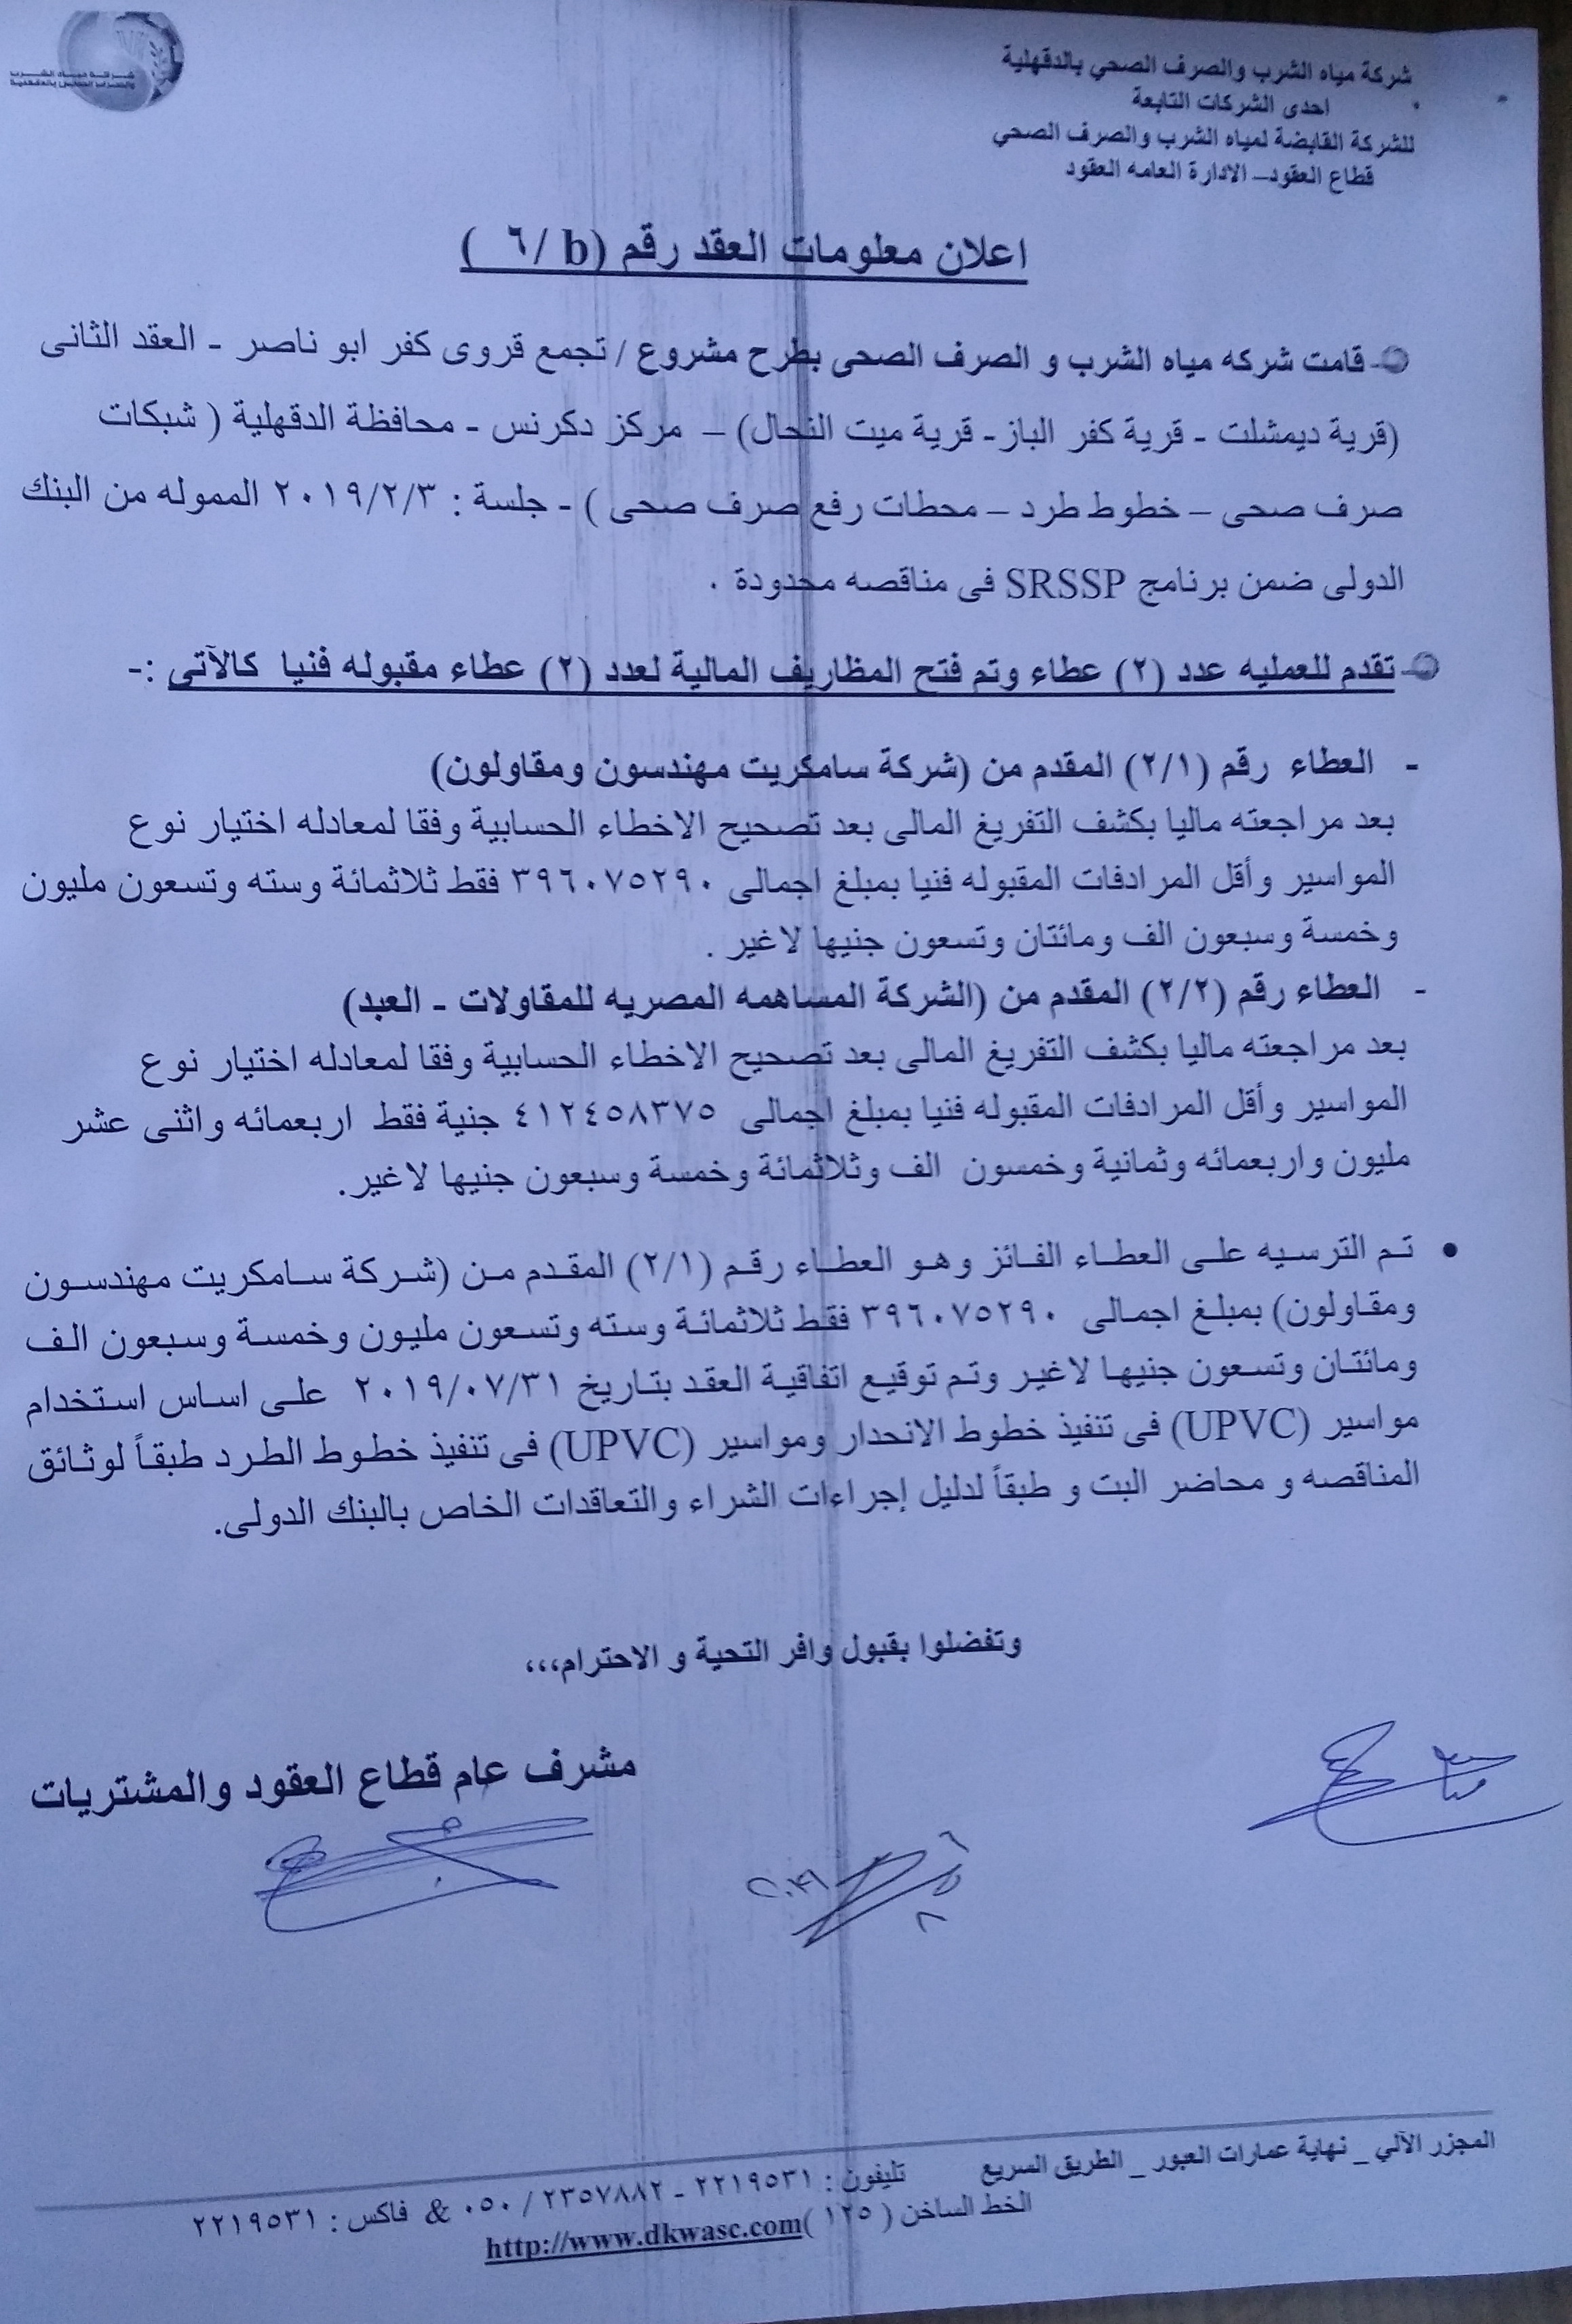 شركة مياه الشرب
والصرف الصحى بالدقهلية
شركة مياه الشرب والصرف الصحي بالدقهلية
احدى الشركات التابعة
للشركة القابضة لمياه الشرب والصرف الصحي
قطاع العقود– الادارة العامه العقود
اعلان معلومات العقد رقم (٦/ b )
- قامت شركه مياه الشرب و الصرف الصحى بطرح مشروع / تجمع قروى كفر ابو ناصر - العقد الثانى
(قرية ديمشلت - قرية كفر الباز- قرية ميت النحال) – مركز دكرنس - محافظة الدقهلية ( شبكات
صرف صحى – خطوط طرد – محطات رفع صرف صحى ) - جلسة : ٢٠١٩/٢/٣ المموله من البنك
الدولى ضمن برنامج SRSSP فى مناقصه محدودة .
- تقدم للعمليه عدد (٢) عطاء وتم فتح المظاريف المالية لعدد (٢) عطاء مقبوله فنيا كالآتى :-
- العطاء رقم (٢/١) المقدم من (شركة سامكريت مهندسون ومقاولون)
بعد مراجعته ماليا بكشف التفريغ المالى بعد تصحيح الاخطاء الحسابية وفقا لمعادله اختيار نوع
المواسير وأقل المرادفات المقبوله فنيا بمبلغ اجمالى ٣٩٦٠٧٥٢٩٠ فقط ثلاثمائة وسته وتسعون مليون
وخمسة وسبعون الف ومائتان وتسعون جنيها لاغير .
- العطاء رقم (٢/٢) المقدم من (الشركة المساهمه المصريه للمقاولات - العبد)
بعد مراجعته ماليا بكشف التفريغ المالى بعد تصحيح الاخطاء الحسابية وفقا لمعادله اختيار نوع
المواسير وأقل المرادفات المقبوله فنيا بمبلغ اجمالى ٤١٢٤٥٨٣٧٥ جنية فقط اربعمائه واثنى عشر
مليون واربعمائه وثمانية وخمسون الف وثلاثمائة وخمسة وسبعون جنيها لاغير.
• تم الترسيه على العطاء الفائز وهو العطاء رقم (٢/١) المقدم من (شركة سامكريت مهندسون
ومقاولون) بمبلغ اجمالى ٣٩٦٠٧٥٢٩٠ فقط ثلاثمائة وسته وتسعون مليون وخمسة وسبعون الف
ومائتان وتسعون جنيها لاغير وتم توقيع اتفاقية العقد بتاريخ ٢٠١٩/٠٧/٣١ على اساس استخدام
مواسير (UPVC) فى تنفيذ خطوط الانحدار ومواسير (UPVC) فى تنفيذ خطوط الطرد طبقاً لوثائق
المناقصه و محاضر البت و طبقاً لدليل إجراءات الشراء والتعاقدات الخاص بالبنك الدولى.
وتفضلوا بقبول وافر التحية و الاحترام،،،
مشرف عام قطاع العقود والمشتريات
المجزر الآلي _ نهاية عمارات العبور _ الطريق السريع تليفون : ٢٢١٩٥٣١ - ٢٣٥٧٨٨٢ / ٠٥٠ & فاكس : ٢٢١٩٥٣١
الخط الساخن ( ١٢٥ )http://www.dkwasc.com